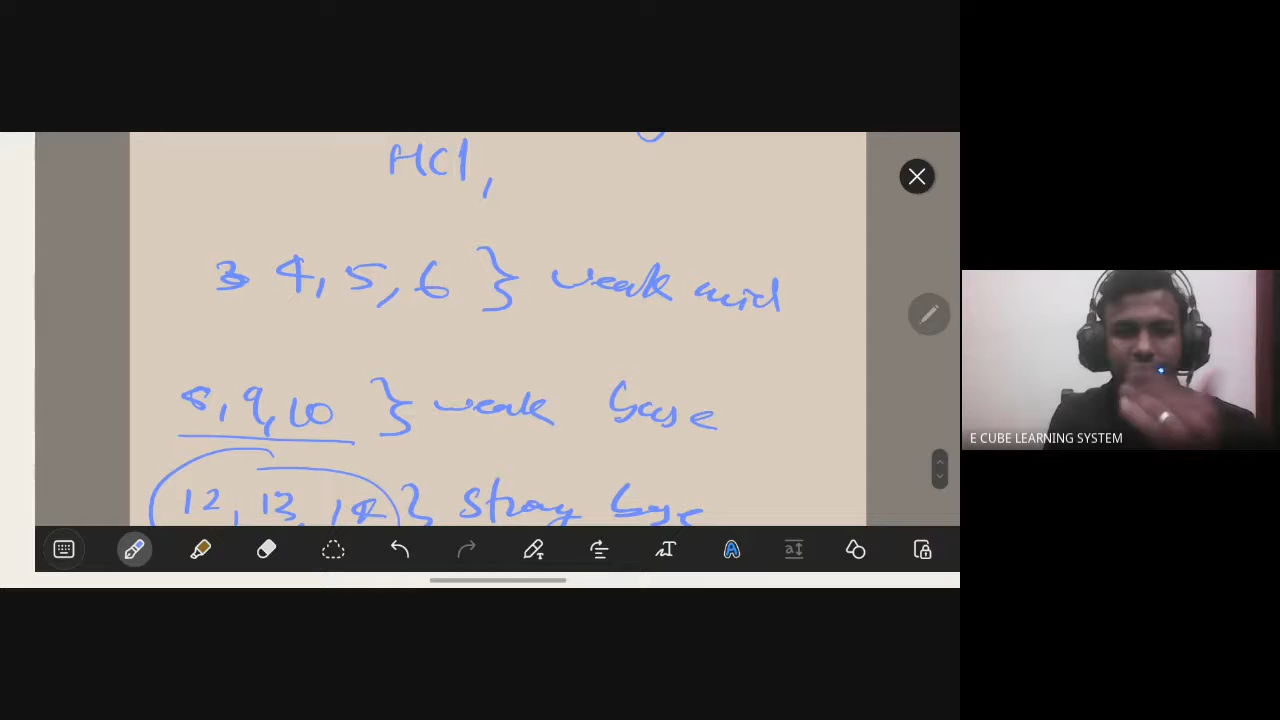 HCl,
3 4, 5, 6 } weak acid
8, 9, 10 } weak base
12, 13, 14 } strong base
E CUBE LEARNING SYSTEM